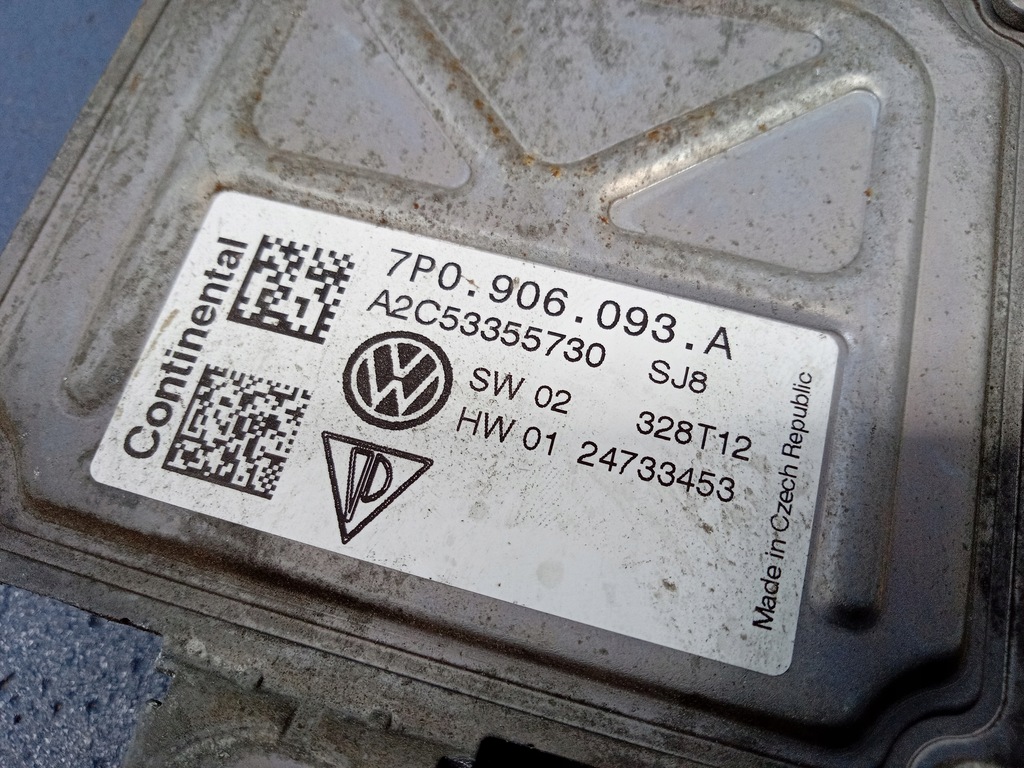 Continental
7P0.906.093.A
A2C53355730 SJ8
SW 02 328T12
HW 01 24733453
Made in Czech Republic